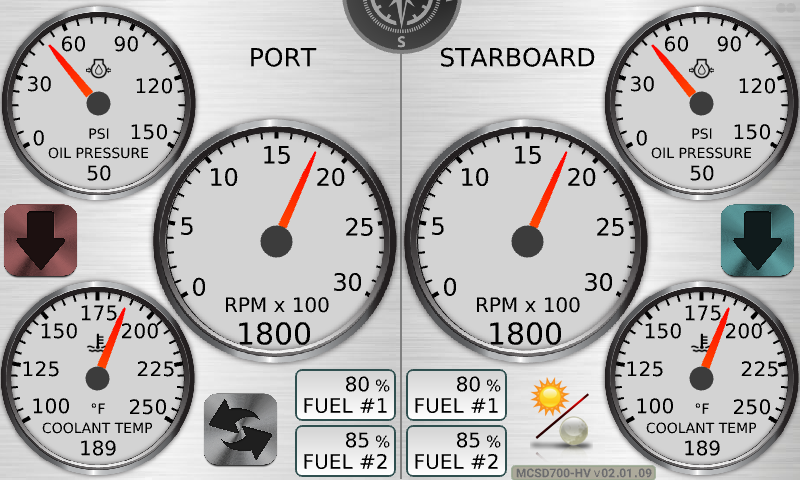 S
PORT
STARBOARD
0 30 60 90 120 150
PSI
OIL PRESSURE
50
0 30 60 90 120 150
PSI
OIL PRESSURE
50
0 5 10 15 20 25 30
RPM x 100
1800
0 5 10 15 20 25 30
RPM x 100
1800
100 125 150 175 200 225 250
°F
COOLANT TEMP
189
80 %
FUEL #1
85 %
FUEL #2
80 %
FUEL #1
85 %
FUEL #2
100 125 150 175 200 225 250
°F
COOLANT TEMP
189
MCSD700-HV v02.01.09